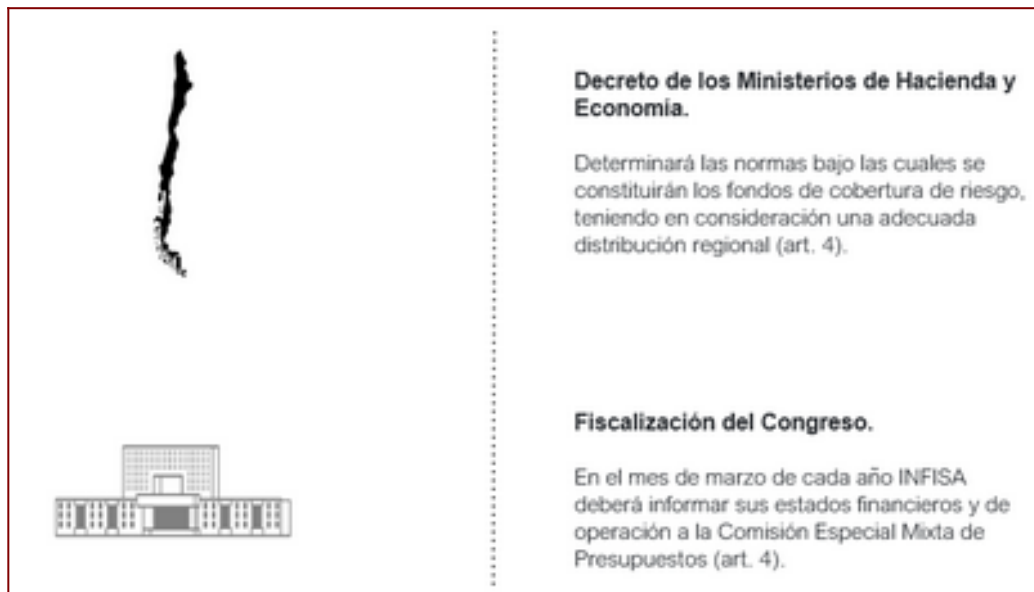 Decreto de los Ministerios de Hacienda y
Economía.
Determinará las normas bajo las cuales se
constituirán los fondos de cobertura de riesgo,
teniendo en consideración una adecuada
distribución regional (art. 4).
Fiscalización del Congreso.
En el mes de marzo de cada año INFISA
deberá informar sus estados financieros y de
operación a la Comisión Especial Mixta de
Presupuestos (art. 4).